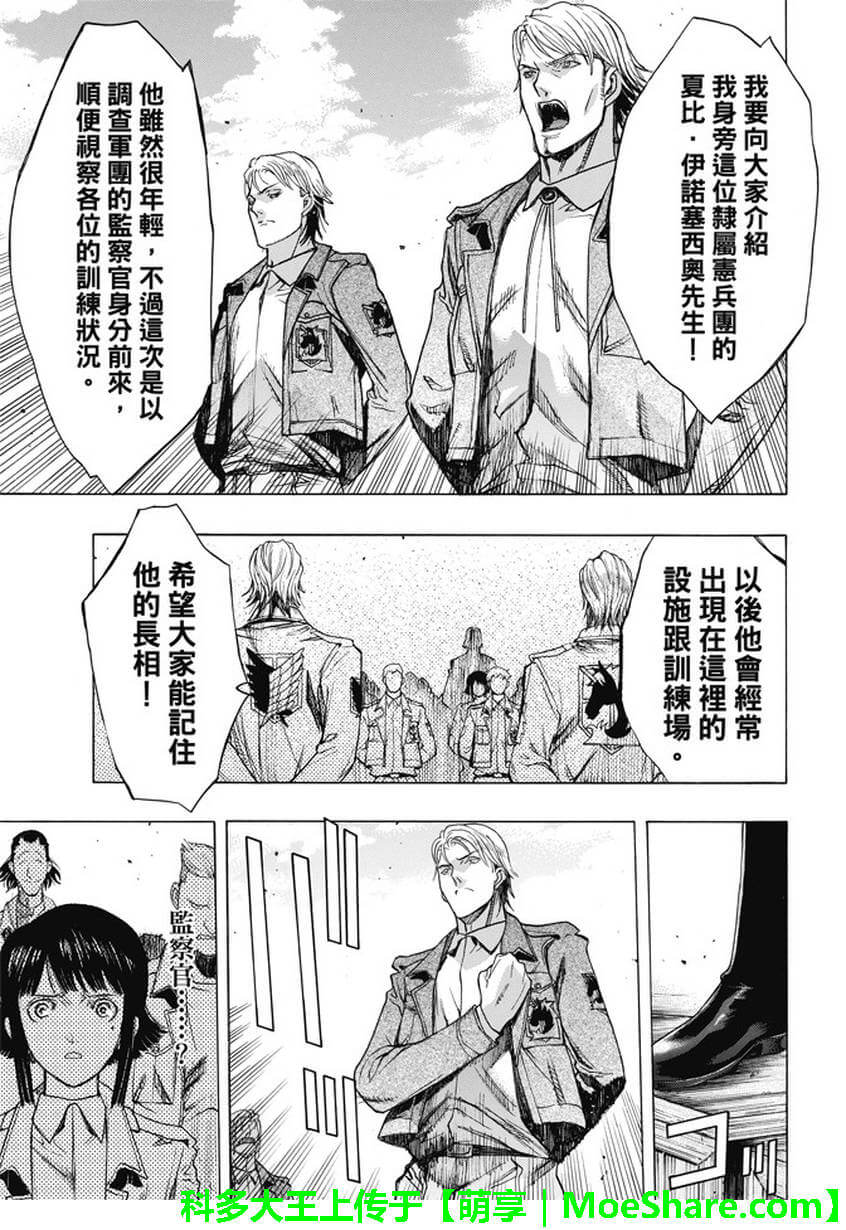 我要向大家介紹
我身旁這位隸屬憲兵團的
夏比．伊諾塞西奧先生！
他雖然很年輕，不過這次是以
調查軍團的監察官身分前來，
順便視察各位的訓練狀況。
以後他會經常
出現在這裡的
設施跟訓練場。
希望大家能記住
他的長相！
コツ
監察官……？
科多大王上传于【萌享|MoeShare.com】